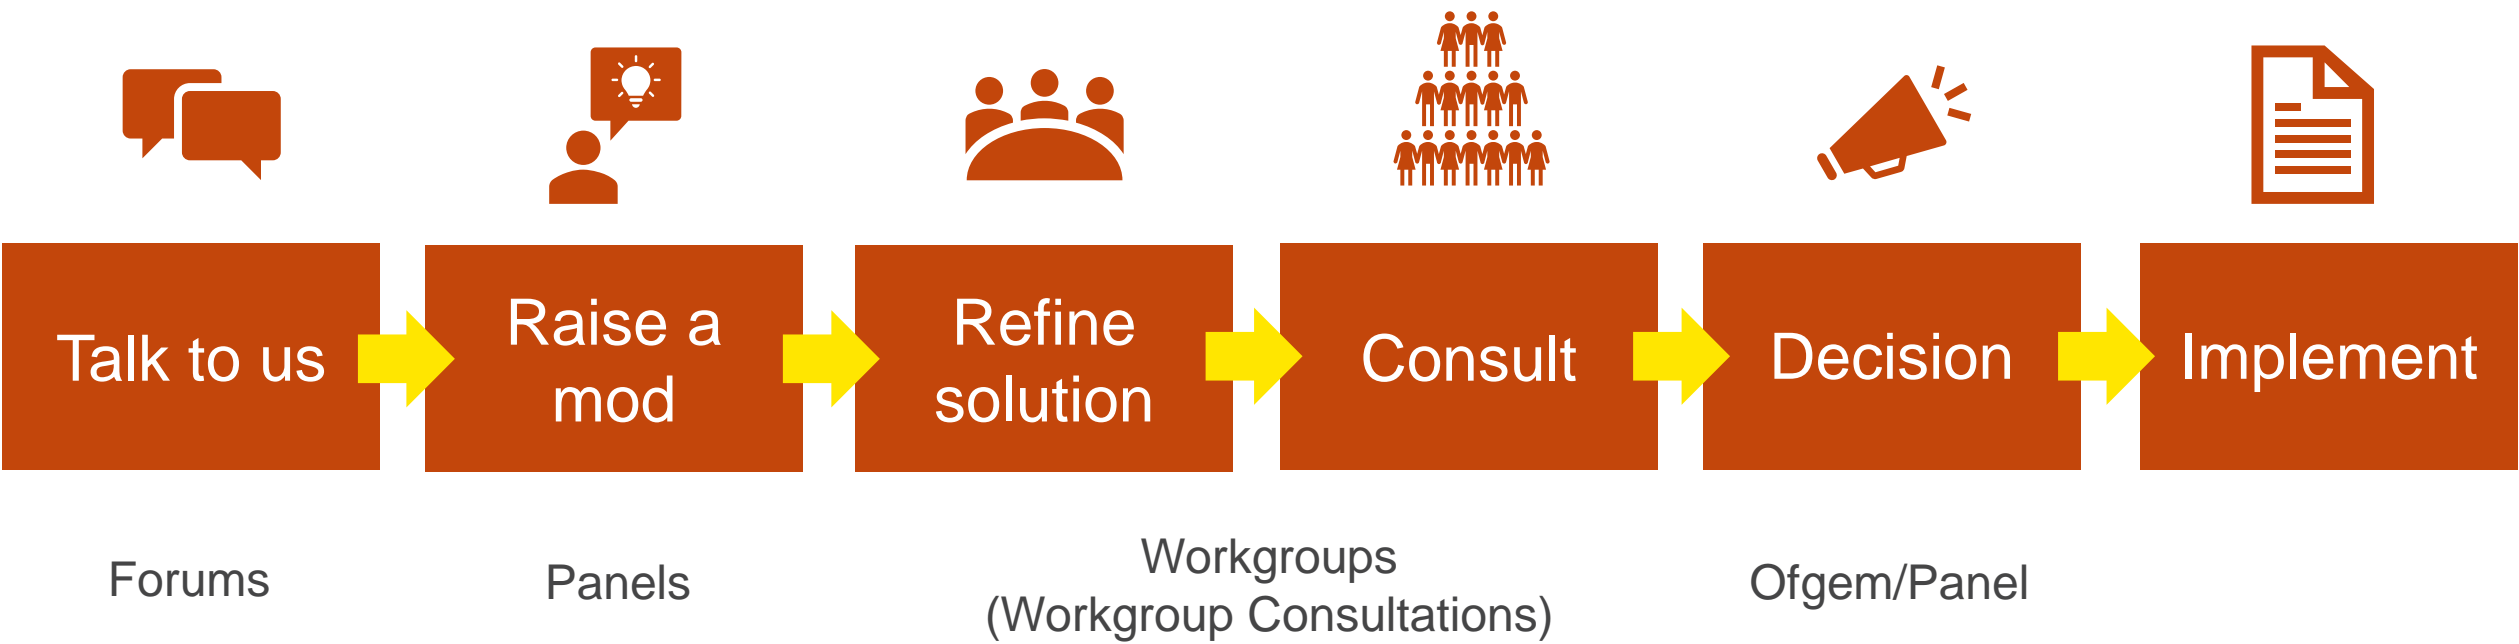 Talk to us
Raise a
mod
Refine
solution
Consult
Decision
Implement
Forums
Panels
Workgroups
(Workgroup Consultations)
Ofgem/Panel